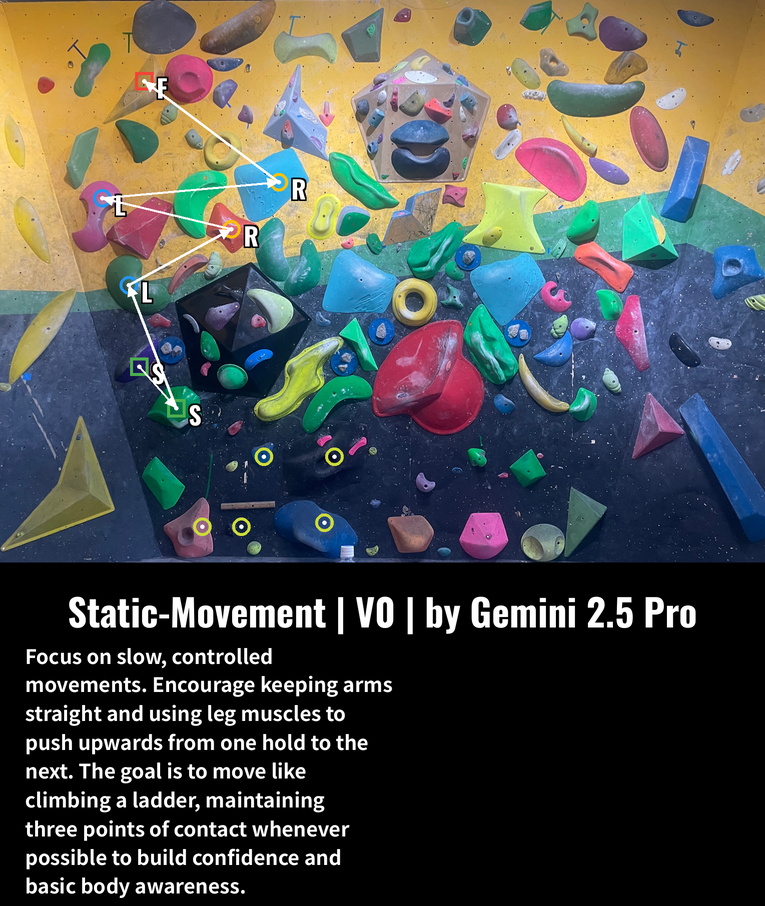 F
R
L
R
L
S
S
Static-Movement | V0 | by Gemini 2.5 Pro
Focus on slow, controlled
movements. Encourage keeping arms
straight and using leg muscles to
push upwards from one hold to the
next. The goal is to move like
climbing a ladder, maintaining
three points of contact whenever
possible to build confidence and
basic body awareness.